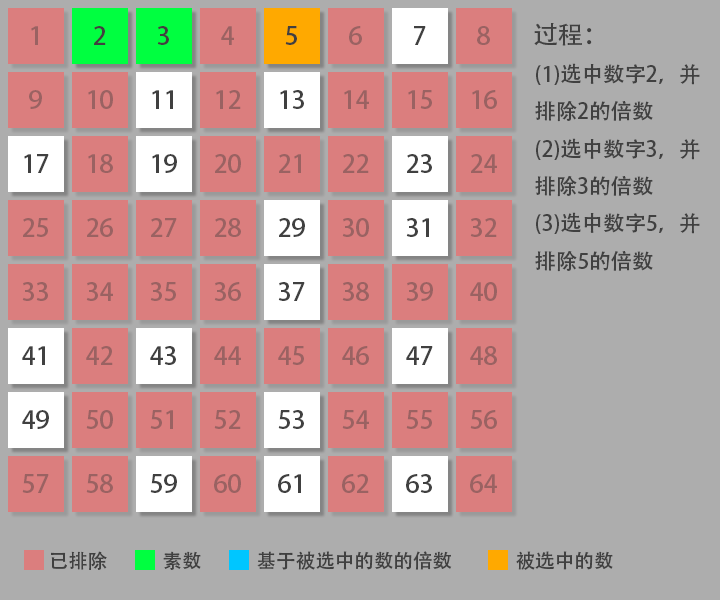 1 2 3 4 5 6 7 8
9 10 11 12 13 14 15 16
17 18 19 20 21 22 23 24
25 26 27 28 29 30 31 32
33 34 35 36 37 38 39 40
41 42 43 44 45 46 47 48
49 50 51 52 53 54 55 56
57 58 59 60 61 62 63 64
过程：
(1)选中数字2，并
排除2的倍数
(2)选中数字3，并
排除3的倍数
(3)选中数字5，并
排除5的倍数
已排除 素数 基于被选中的数的倍数 被选中的数